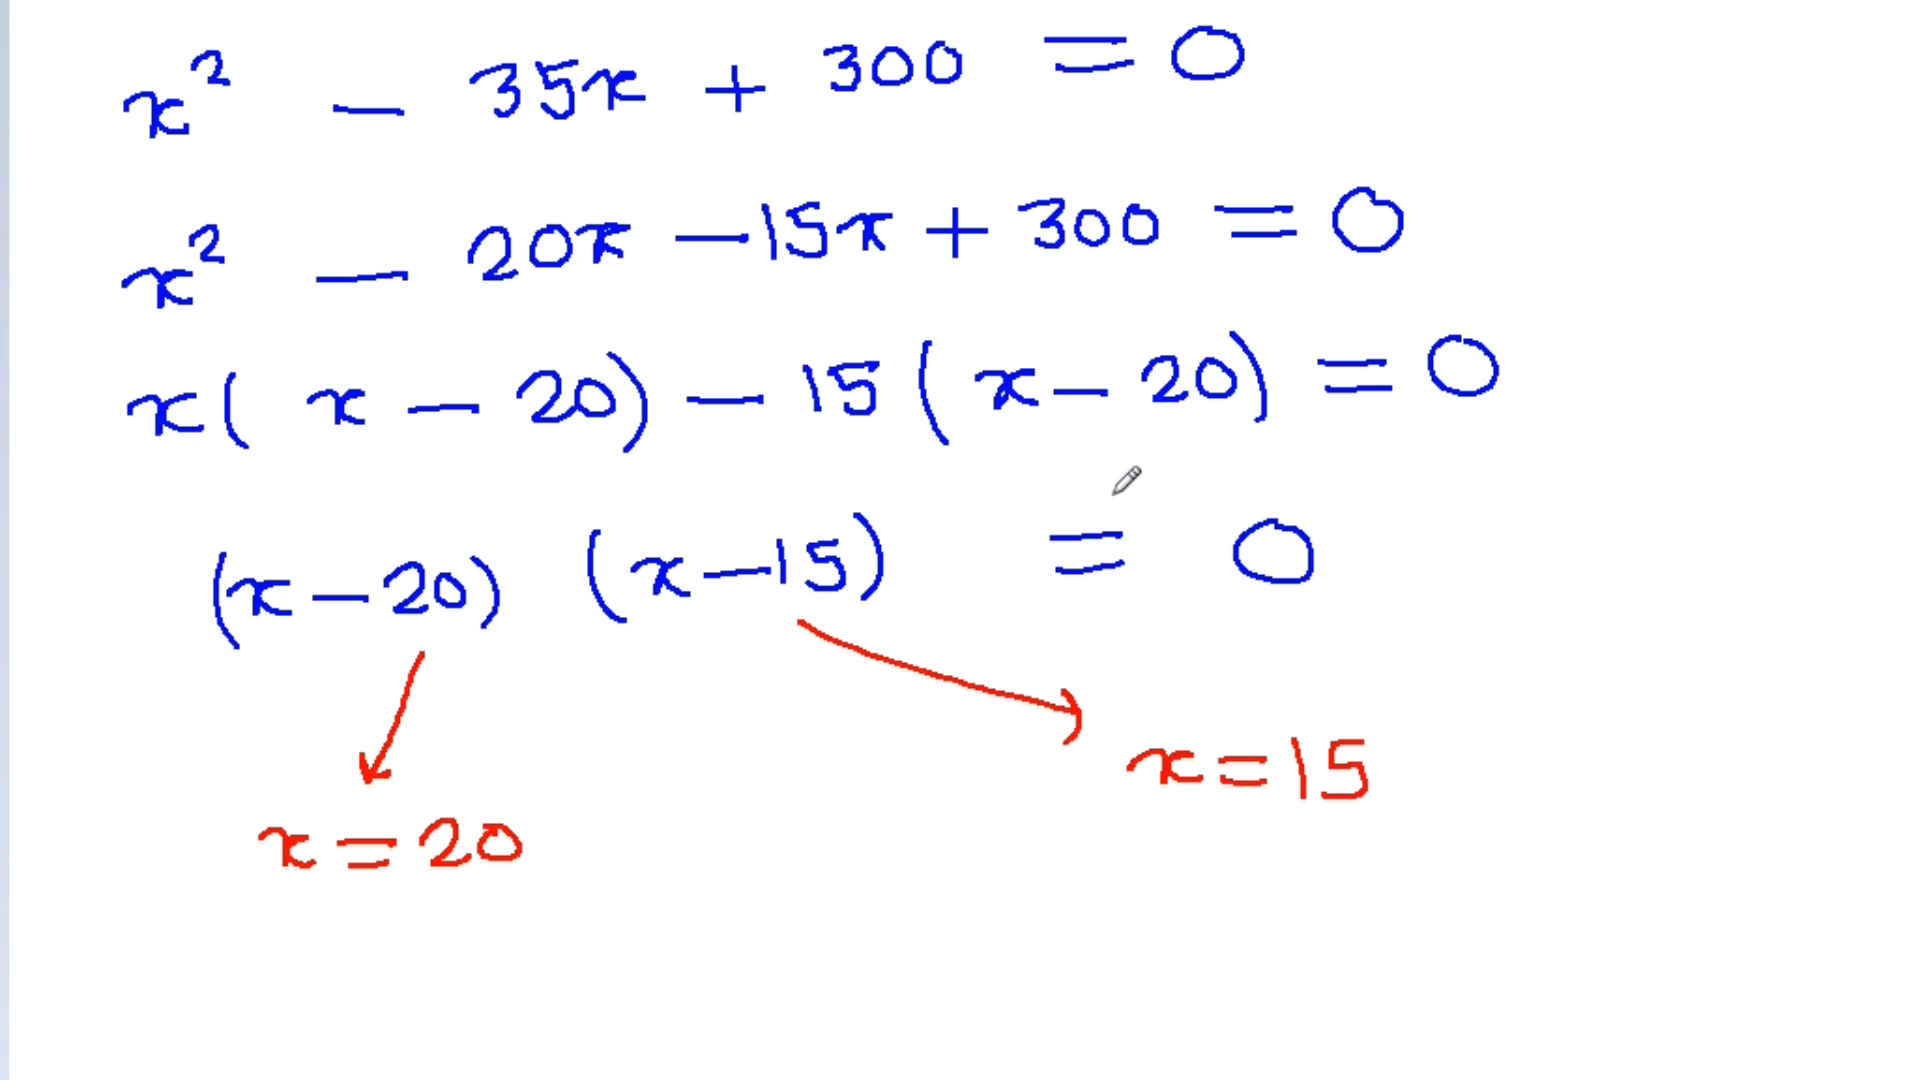 x² - 35x + 300 = 0
x² - 20x - 15x + 300 = 0
x( x - 20) - 15 (x - 20) = 0
(x - 20) (x - 15) = 0
x = 15
x = 20